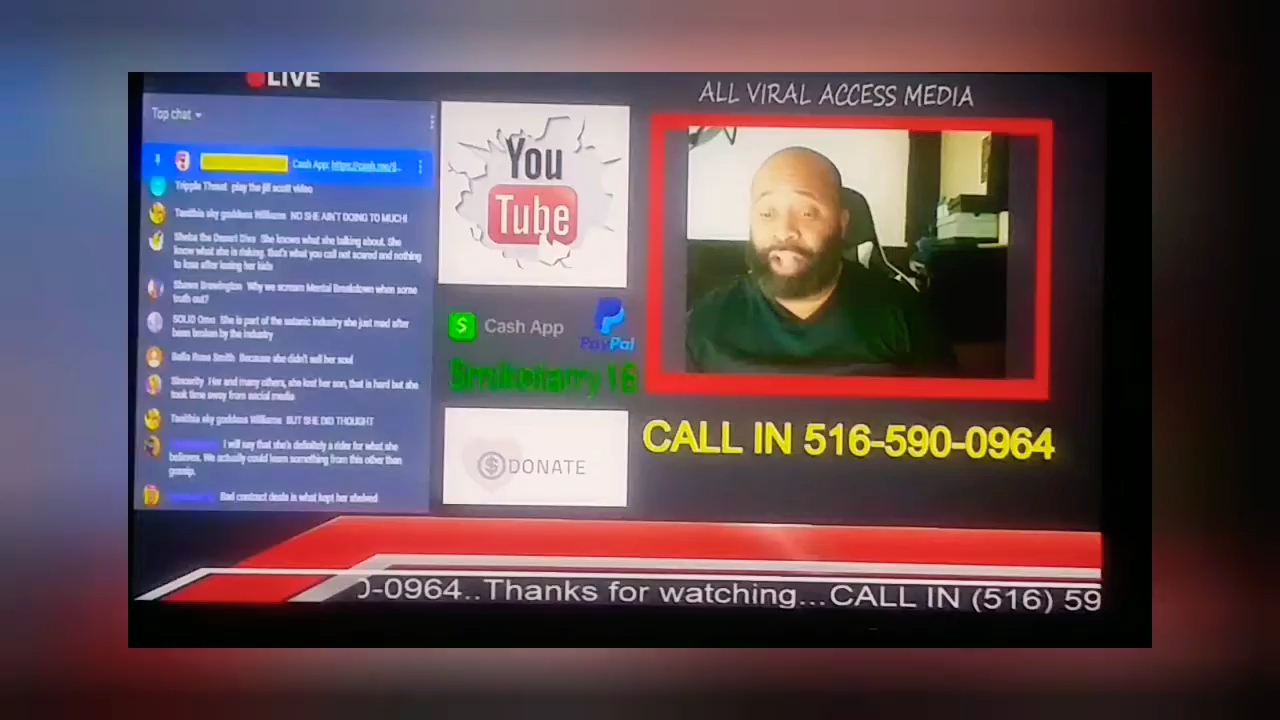 LIVE
ALL VIRAL ACCESS MEDIA
Top chat
Cash App: https://cash.me/$...
Tripple Threat play the jill scott video
Tanithia sky goddess Williams NO SHE AIN'T DOING TO MUCH!
Sheba the Desert Diva She knows what she talking about. She
know what she is risking. that's what you call not scared and nothing
to lose after losing her kids
Shawn Brewington Why we scream Mental Breakdown when some
truth out?
SOLID Oms She is part of the satanic industry she just mad after
been broken by the industry
Bella Rose Smith Because she didn't sell her soul
Sincerity Her and many others, she lost her son, that is hard but she
took time away from social media
Tanithia sky goddess Williams BUT SHE DID THOUGHT
I will say that she's definitely a rider for what she
believes. We actually could learn something from this other than
gossip.
Bad contract deals is what kept her shelved
You
Tube
Cash App
PayPal
$ DONATE
CALL IN 516-590-0964
0-0964..Thanks for watching...CALL IN (516) 59